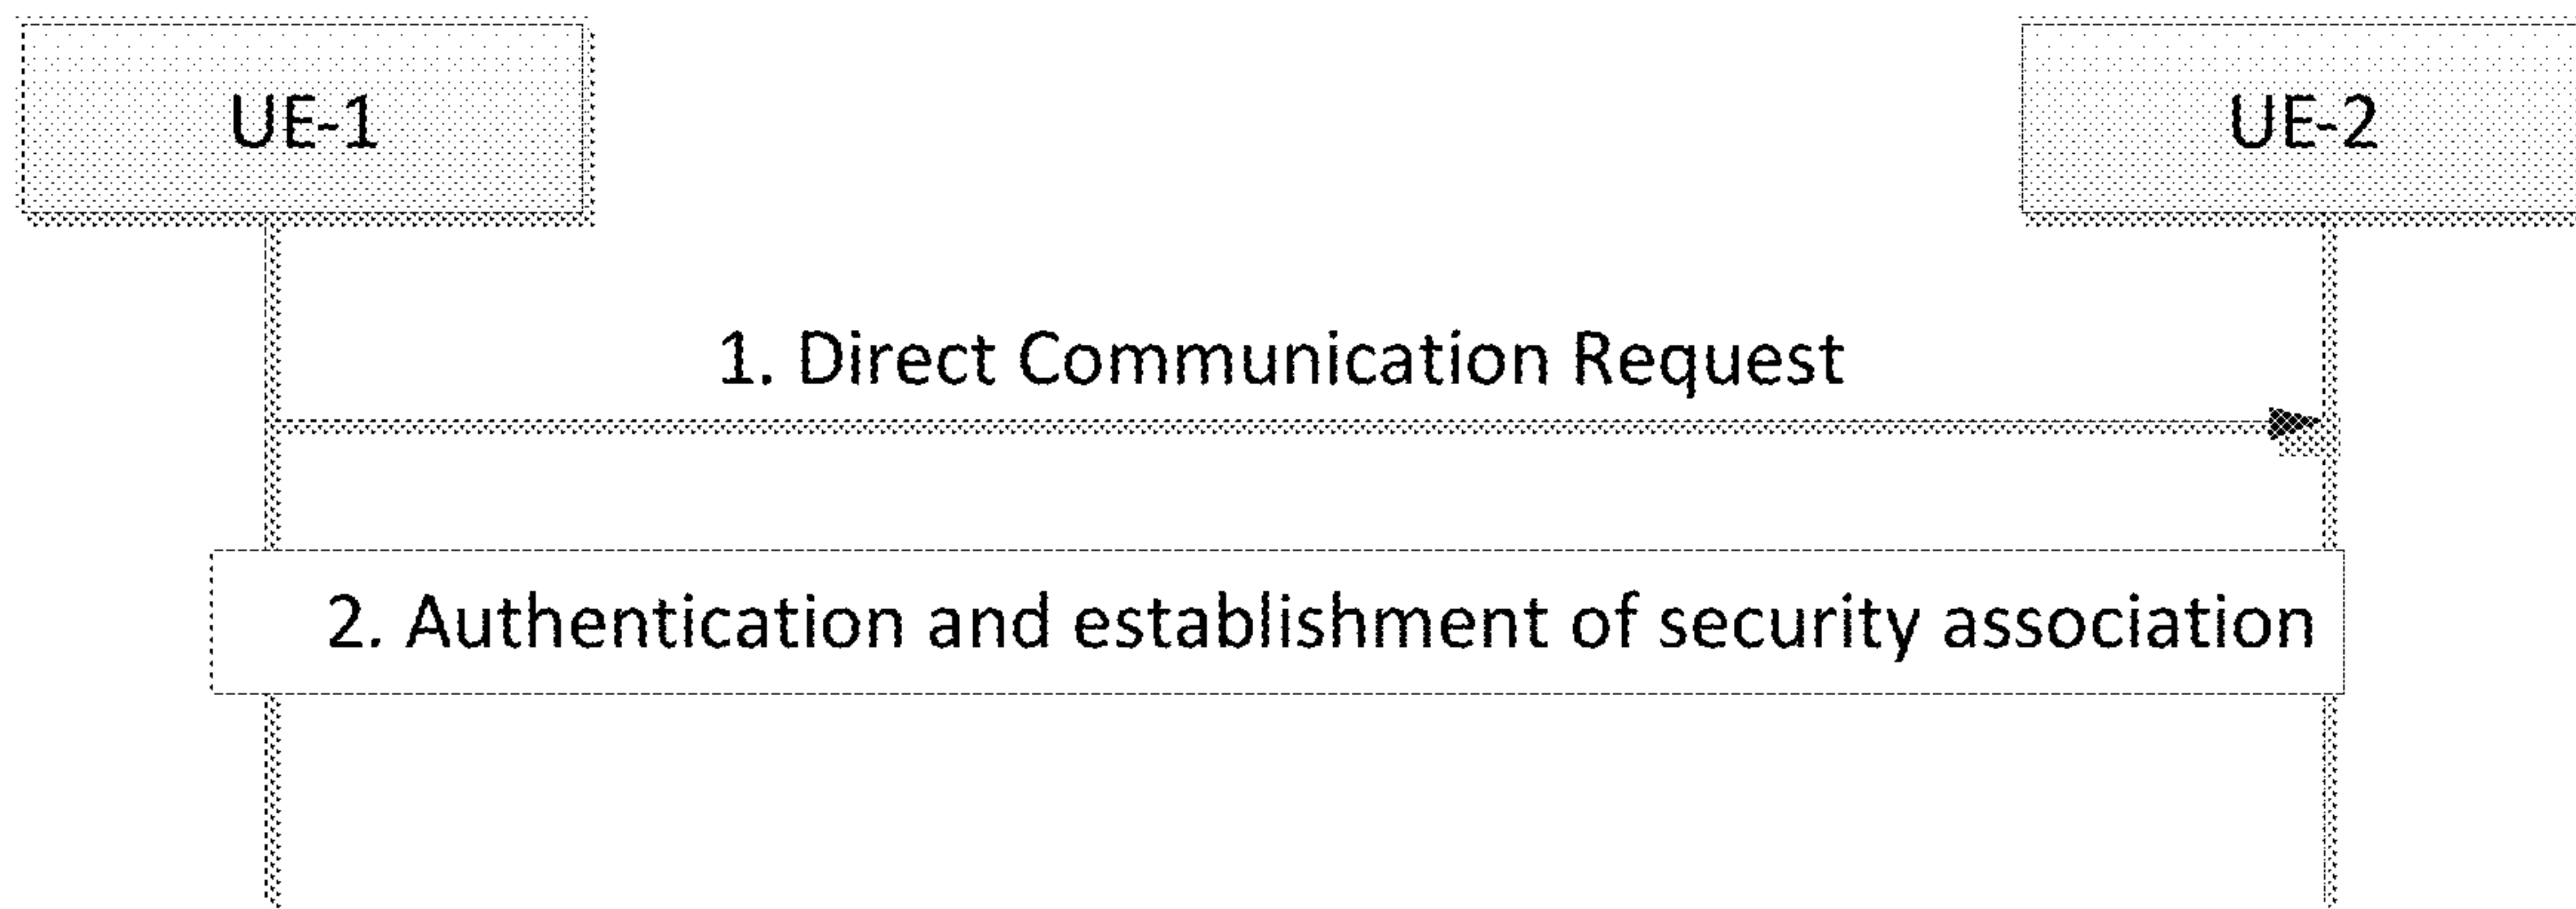 UE-1
UE-2
1. Direct Communication Request
2. Authentication and establishment of security association